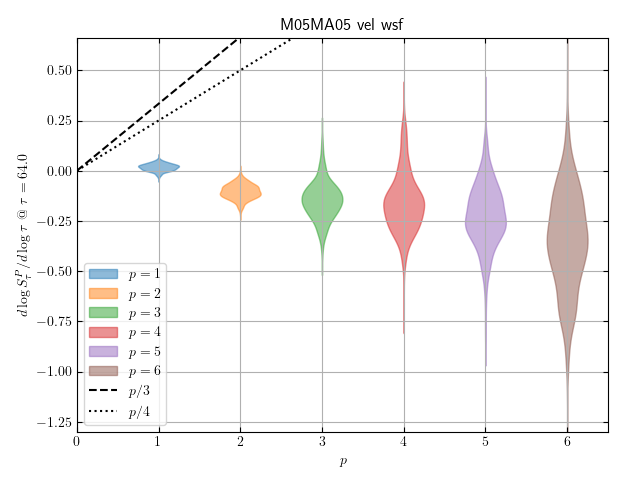 M05MA05 vel wsf
0.50
0.25
0.00
−0.25
−0.50
−0.75
−1.00
−1.25
d log S_τ^P / d log τ @ τ = 64.0
p = 1
p = 2
p = 3
p = 4
p = 5
p = 6
p/3
p/4
0 1 2 3 4 5 6
p